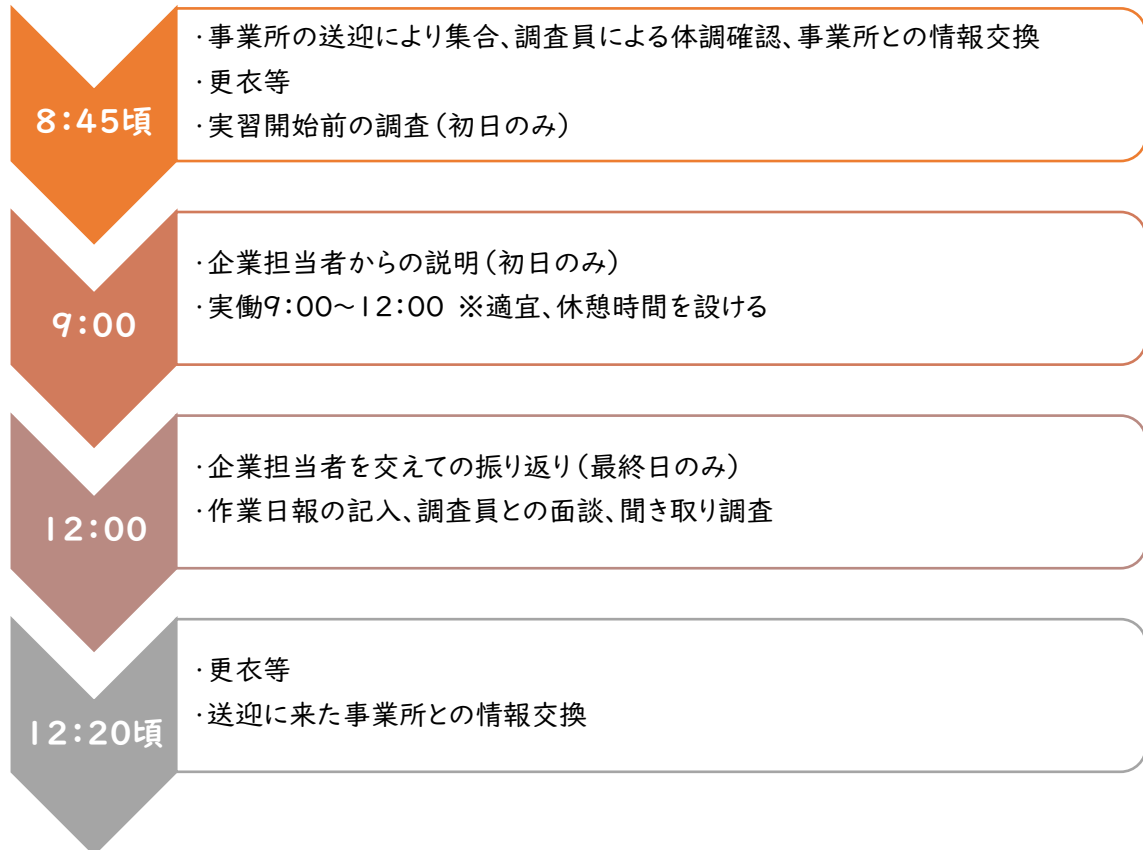 8:45頃
・事業所の送迎により集合、調査員による体調確認、事業所との情報交換
・更衣等
・実習開始前の調査(初日のみ)
9:00
・企業担当者からの説明(初日のみ)
・実働9:00～12:00 ※適宜、休憩時間を設ける
12:00
・企業担当者を交えての振り返り(最終日のみ)
・作業日報の記入、調査員との面談、聞き取り調査
12:20頃
・更衣等
・送迎に来た事業所との情報交換